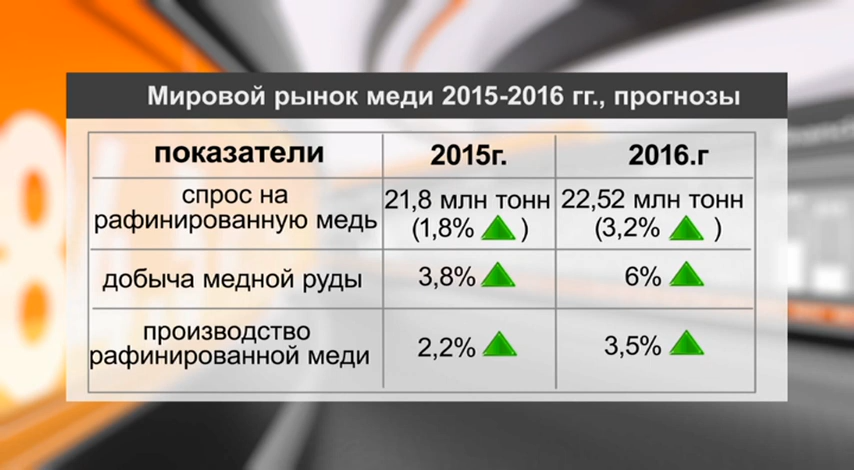 Мировой рынок меди 2015-2016 гг., прогнозы
показатели 2015г. 2016.г
спрос на
рафинированную медь
21,8 млн тонн
(1,8% )
22,52 млн тонн
(3,2% )
добыча медной руды 3,8% 6%
производство
рафинированной меди
2,2% 3,5%